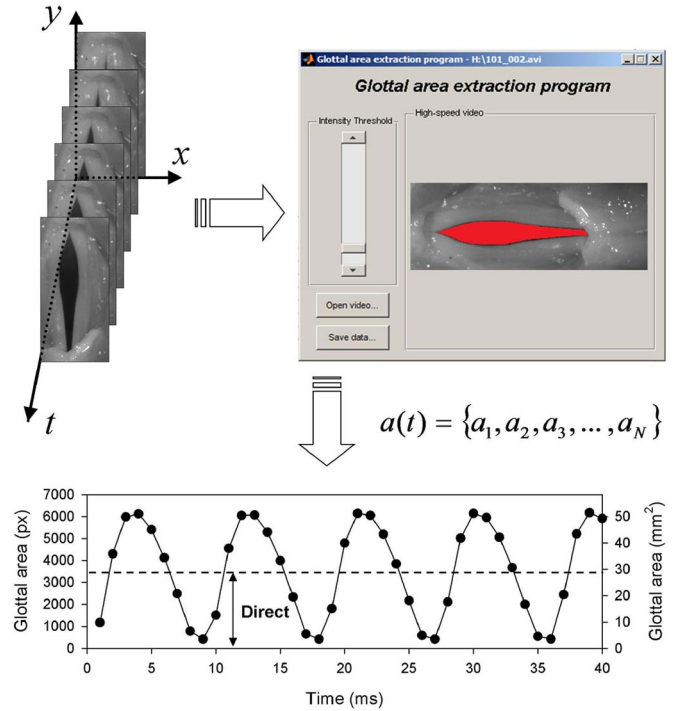 y
x
t
Glottal area extraction program - H:\101_002.avi
Glottal area extraction program
Intensity Threshold
High-speed video
Open video...
Save data...
a(t) = {a₁, a₂, a₃, ... , a_N}
7000
6000
5000
4000
3000
2000
1000
0
Glottal area (px)
Direct
50
40
30
20
10
0
Glottal area (mm²)
0 5 10 15 20 25 30 35 40
Time (ms)